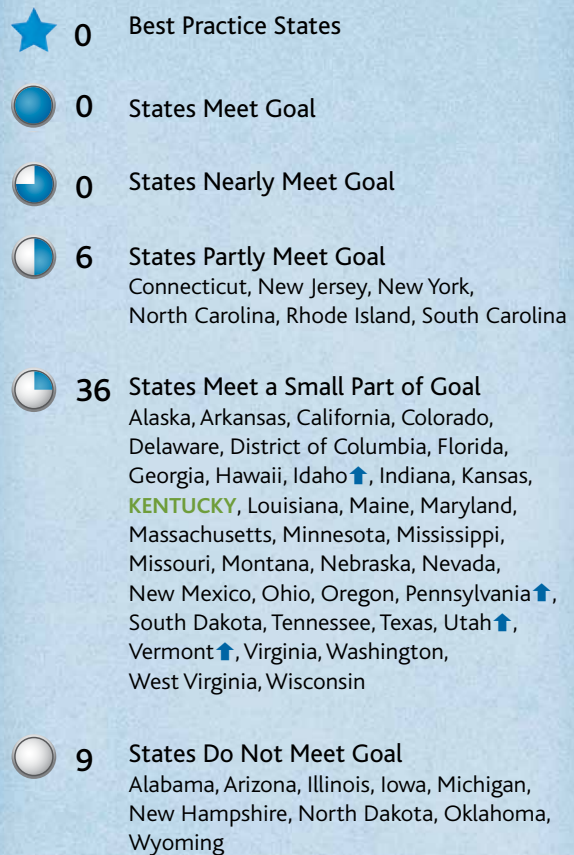 0 Best Practice States
0 States Meet Goal
0 States Nearly Meet Goal
6 States Partly Meet Goal
Connecticut, New Jersey, New York,
North Carolina, Rhode Island, South Carolina
36 States Meet a Small Part of Goal
Alaska, Arkansas, California, Colorado,
Delaware, District of Columbia, Florida,
Georgia, Hawaii, Idaho⬆, Indiana, Kansas,
KENTUCKY, Louisiana, Maine, Maryland,
Massachusetts, Minnesota, Mississippi,
Missouri, Montana, Nebraska, Nevada,
New Mexico, Ohio, Oregon, Pennsylvania⬆,
South Dakota, Tennessee, Texas, Utah⬆,
Vermont⬆, Virginia, Washington,
West Virginia, Wisconsin
9 States Do Not Meet Goal
Alabama, Arizona, Illinois, Iowa, Michigan,
New Hampshire, North Dakota, Oklahoma,
Wyoming